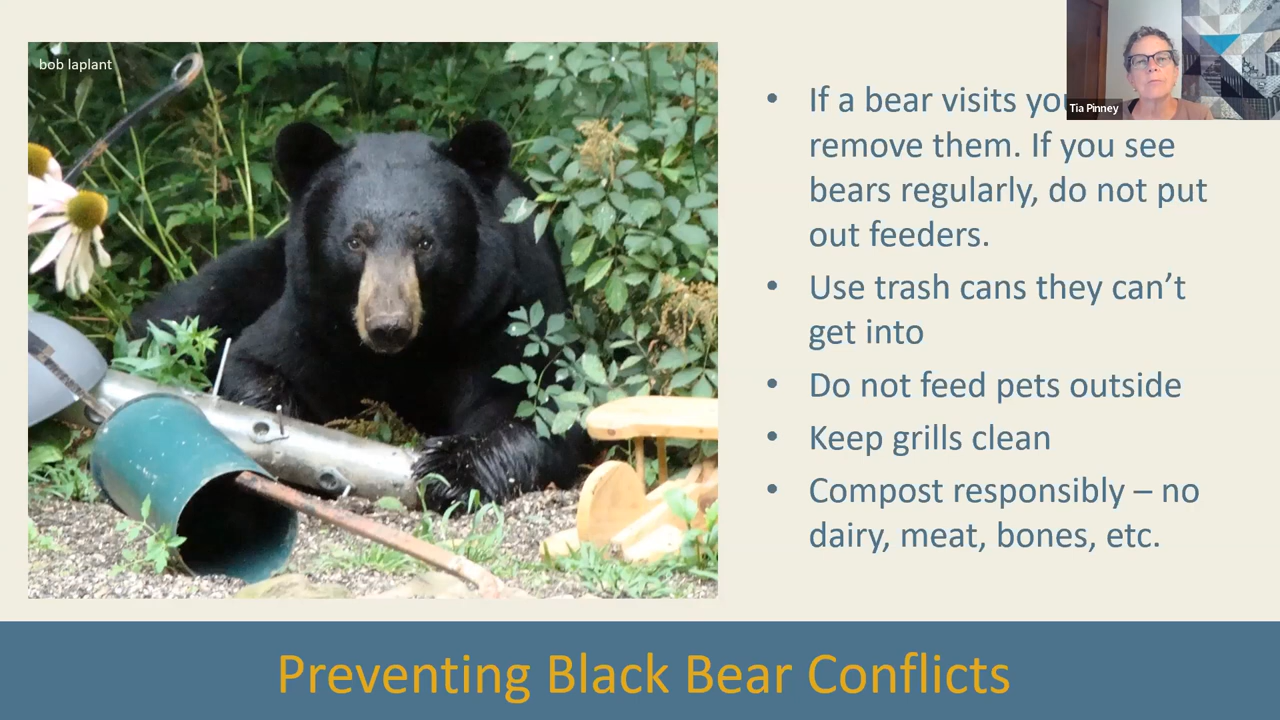 bob laplant
Tia Pinney
• If a bear visits
remove them. If you see
bears regularly, do not put
out feeders.
• Use trash cans they can’t
get into
• Do not feed pets outside
• Keep grills clean
• Compost responsibly – no
dairy, meat, bones, etc.
Preventing Black Bear Conflicts